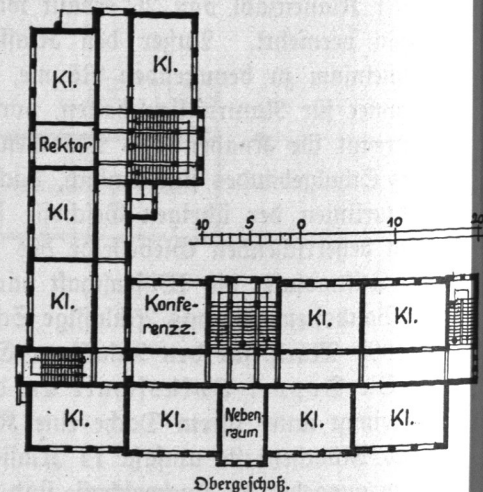 Kl.
Kl.
Rektor
Kl.
10 5 0 10 20
Kl.
Konfe-
renzz.
Kl.
Kl.
Kl.
Kl.
Neben-
raum
Kl.
Kl.
Obergeschoß.